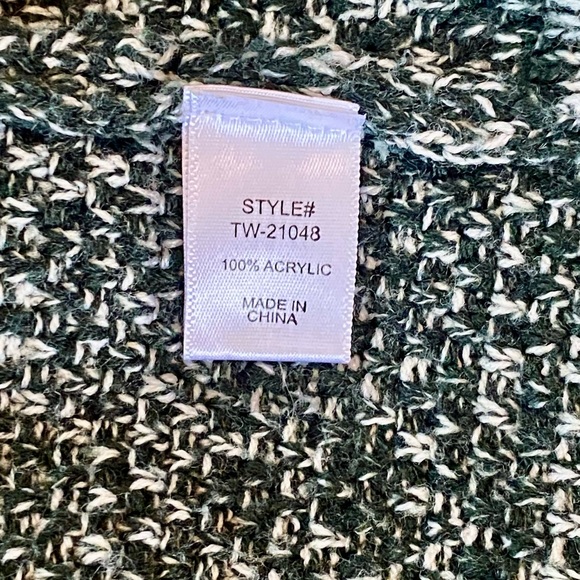 STYLE#
TW-21048
100% ACRYLIC
MADE IN
CHINA